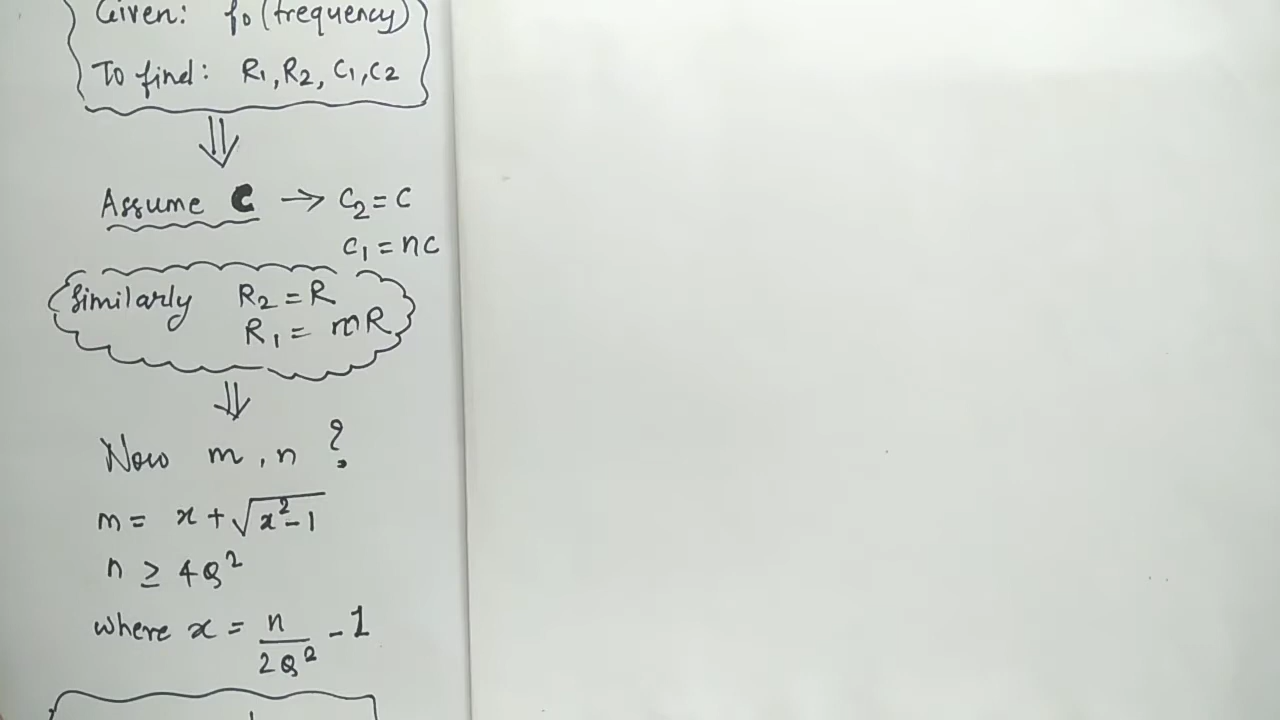 Given: f0 (frequency)
To find: R1, R2, C1, C2
⇓
Assume C → C2 = C
C1 = nC
Similarly R2 = R
R1 = mR
⇓
Now m, n ?
m = x + √(x²-1)
n ≥ 4Q²
where x = n/2Q² - 1